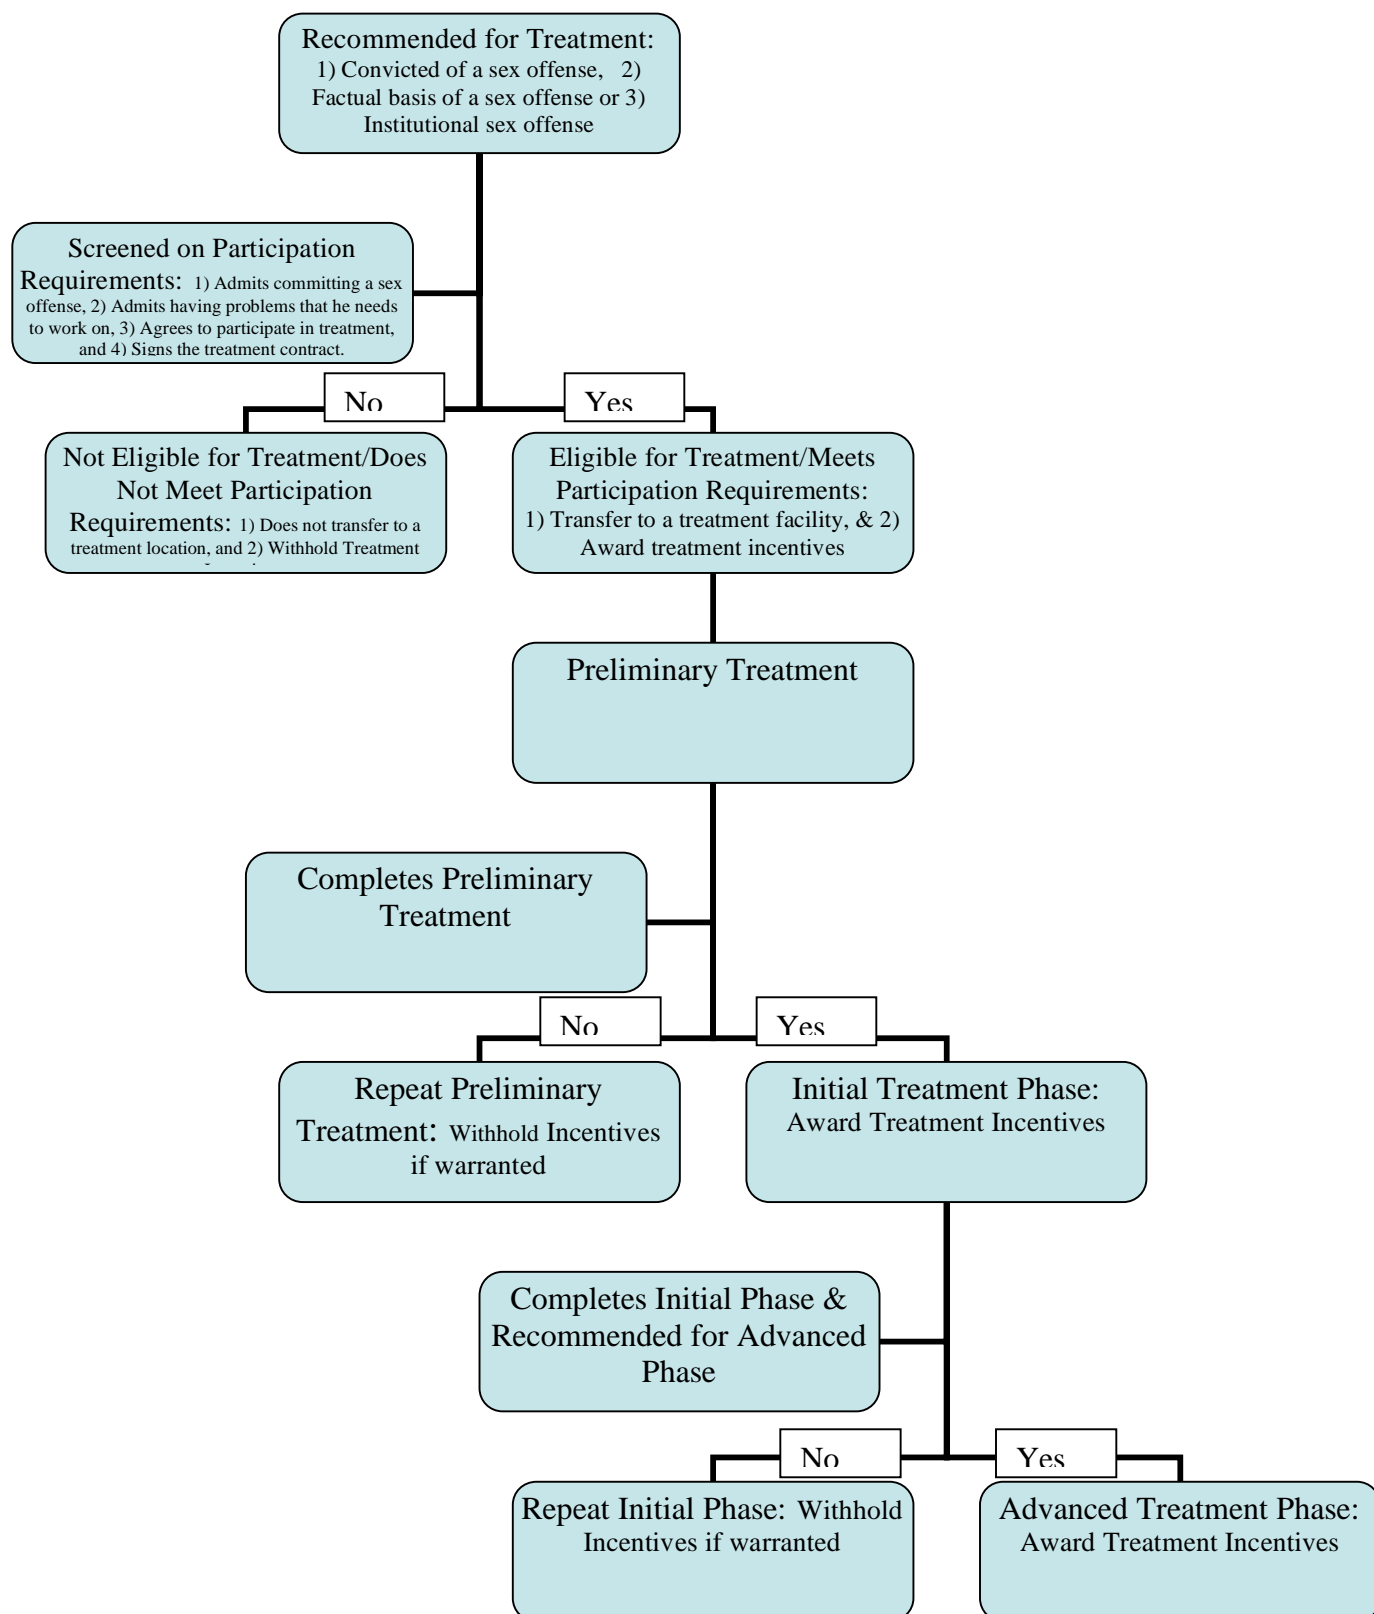 Recommended for Treatment:
1) Convicted of a sex offense, 2)
Factual basis of a sex offense or 3)
Institutional sex offense
Screened on Participation
Requirements: 1) Admits committing a sex
offense, 2) Admits having problems that he needs
to work on, 3) Agrees to participate in treatment,
and 4) Signs the treatment contract.
No
Yes
Not Eligible for Treatment/Does
Not Meet Participation
Requirements: 1) Does not transfer to a
treatment location, and 2) Withhold Treatment
Eligible for Treatment/Meets
Participation Requirements:
1) Transfer to a treatment facility, & 2)
Award treatment incentives
Preliminary Treatment
Completes Preliminary
Treatment
No
Yes
Repeat Preliminary
Treatment: Withhold Incentives
if warranted
Initial Treatment Phase:
Award Treatment Incentives
Completes Initial Phase &
Recommended for Advanced
Phase
No
Yes
Repeat Initial Phase: Withhold
Incentives if warranted
Advanced Treatment Phase:
Award Treatment Incentives